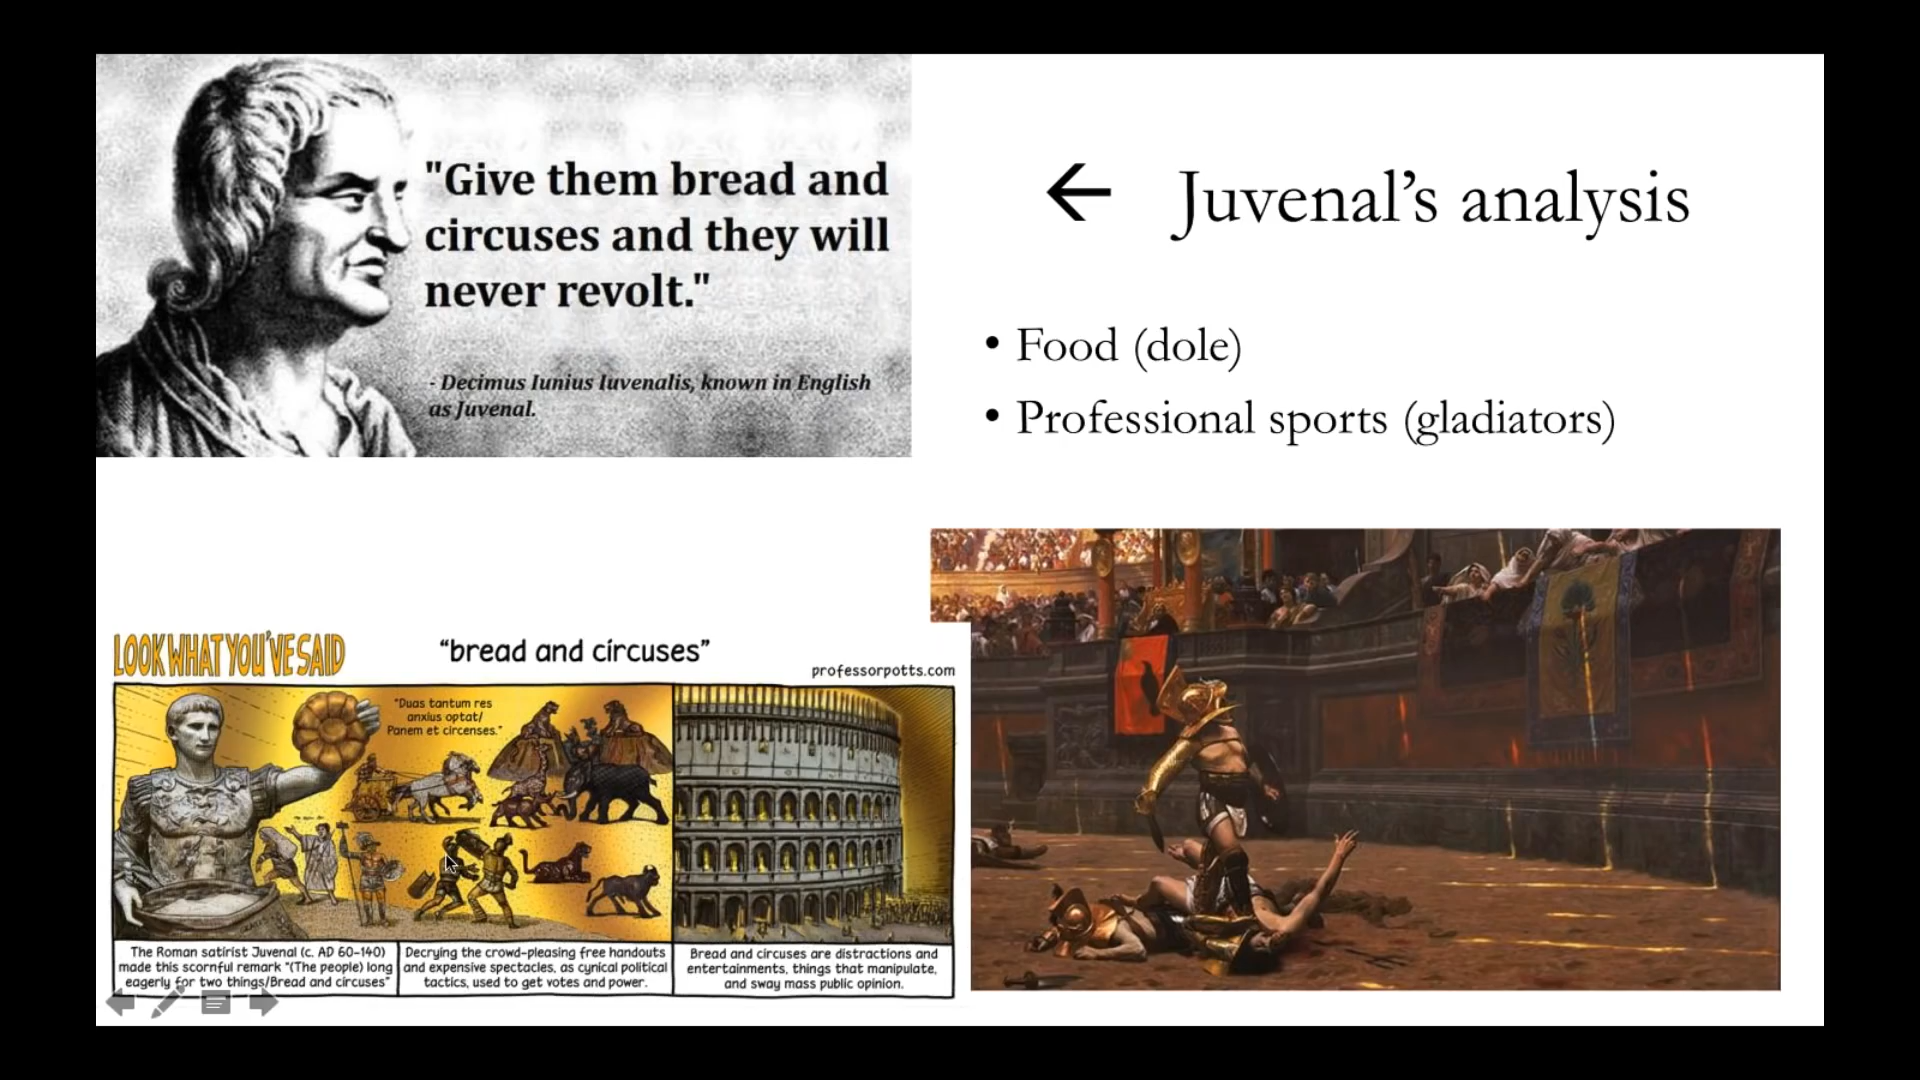 "Give them bread and
circuses and they will
never revolt."
- Decimus Iunius Iuvenalis, known in English
as Juvenal.
← Juvenal’s analysis
• Food (dole)
• Professional sports (gladiators)
LOOK WHAT YOU'VE SAID
“bread and circuses”
professorpotts.com
"Duas tantum res
anxius optat/
Panem et circenses."
The Roman satirist Juvenal (c. AD 60-140)
made this scornful remark "(The people) long
eagerly for two things/Bread and circuses"
Decrying the crowd-pleasing free handouts
and expensive spectacles, as cynical political
tactics, used to get votes and power.
Bread and circuses are distractions and
entertainments, things that manipulate,
and sway mass public opinion.